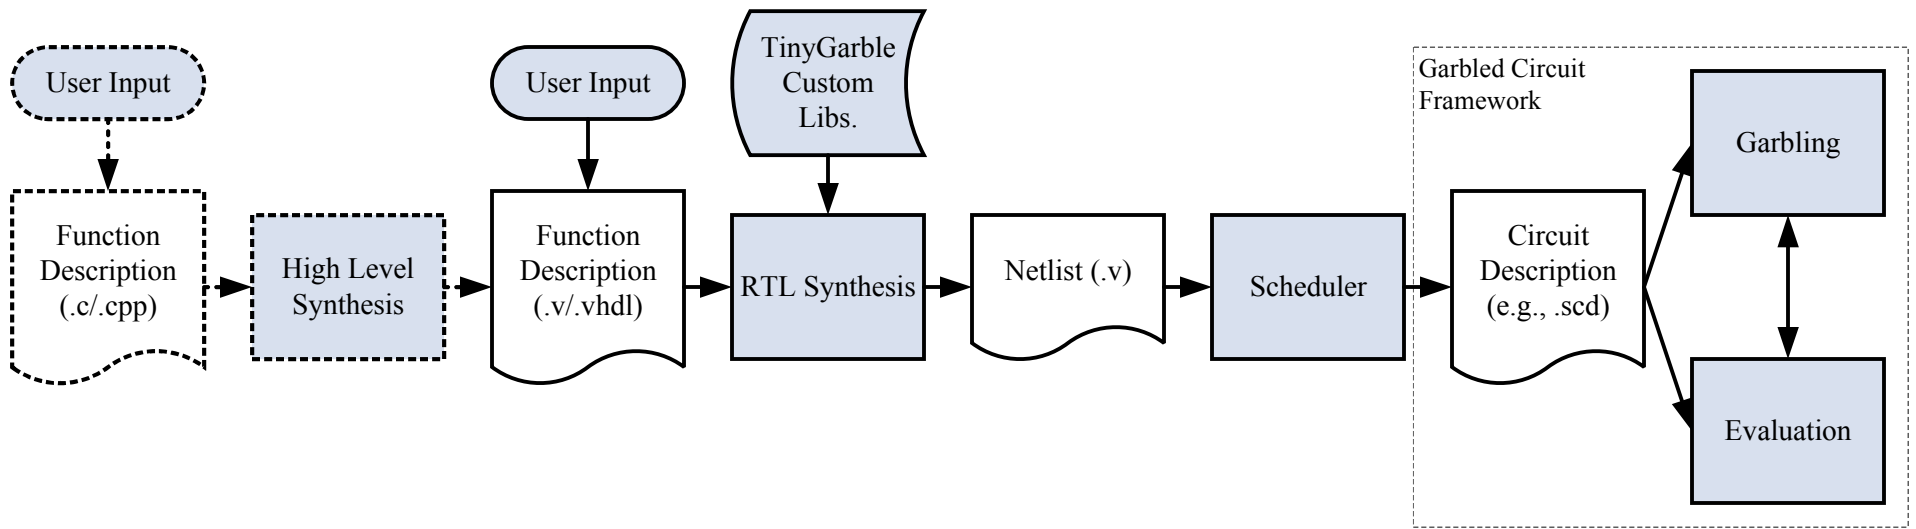 User Input
Function
Description
(.c/.cpp)
High Level
Synthesis
User Input
Function
Description
(.v/.vhdl)
TinyGarble
Custom
Libs.
RTL Synthesis
Netlist (.v)
Scheduler
Garbled Circuit
Framework
Circuit
Description
(e.g., .scd)
Garbling
Evaluation